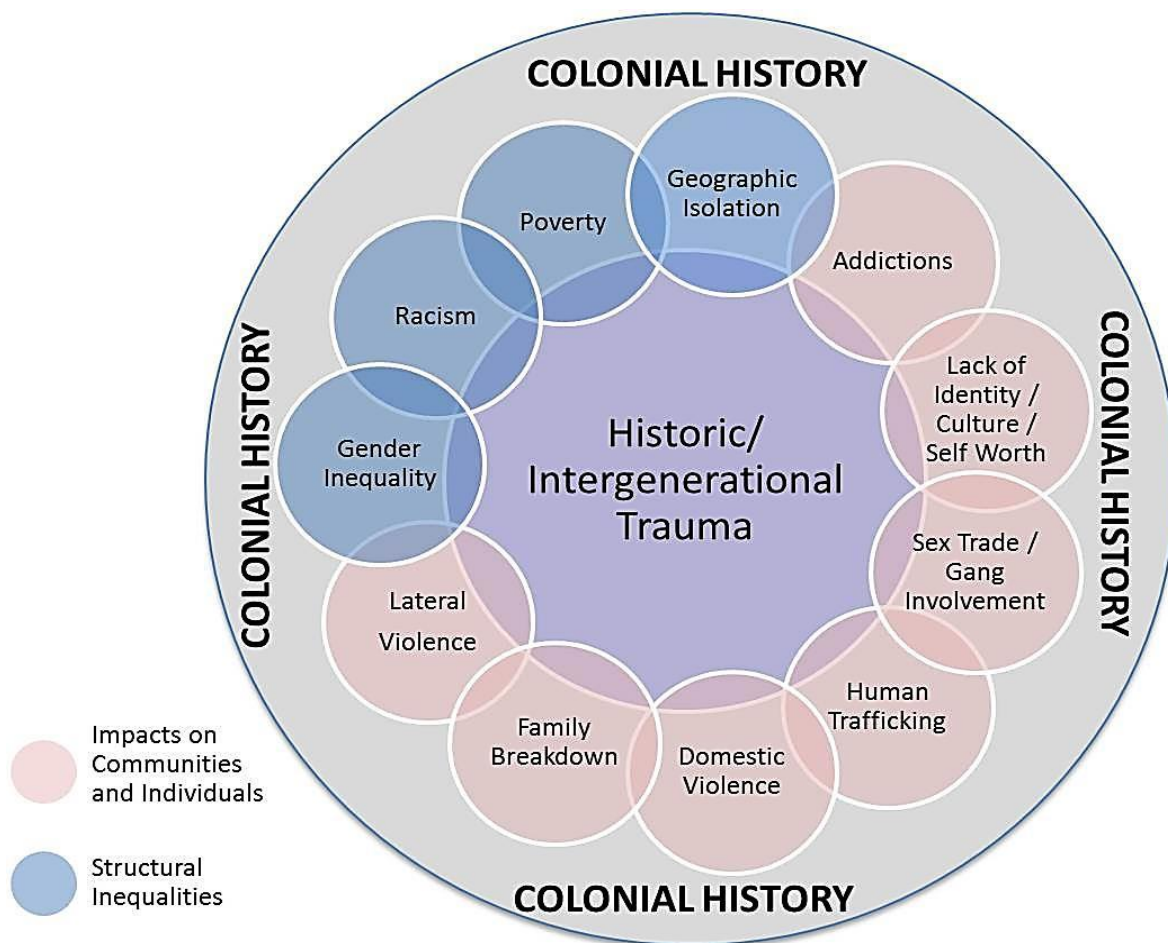 COLONIAL HISTORY
Geographic
Isolation
Poverty
Addictions
Racism
Lack of
Identity /
Culture /
Self Worth
COLONIAL HISTORY
COLONIAL HISTORY
Historic/
Intergenerational
Trauma
Gender
Inequality
Sex Trade /
Gang
Involvement
Lateral
Violence
Human
Trafficking
Family
Breakdown
Domestic
Violence
Impacts on
Communities
and Individuals
Structural
Inequalities
COLONIAL HISTORY